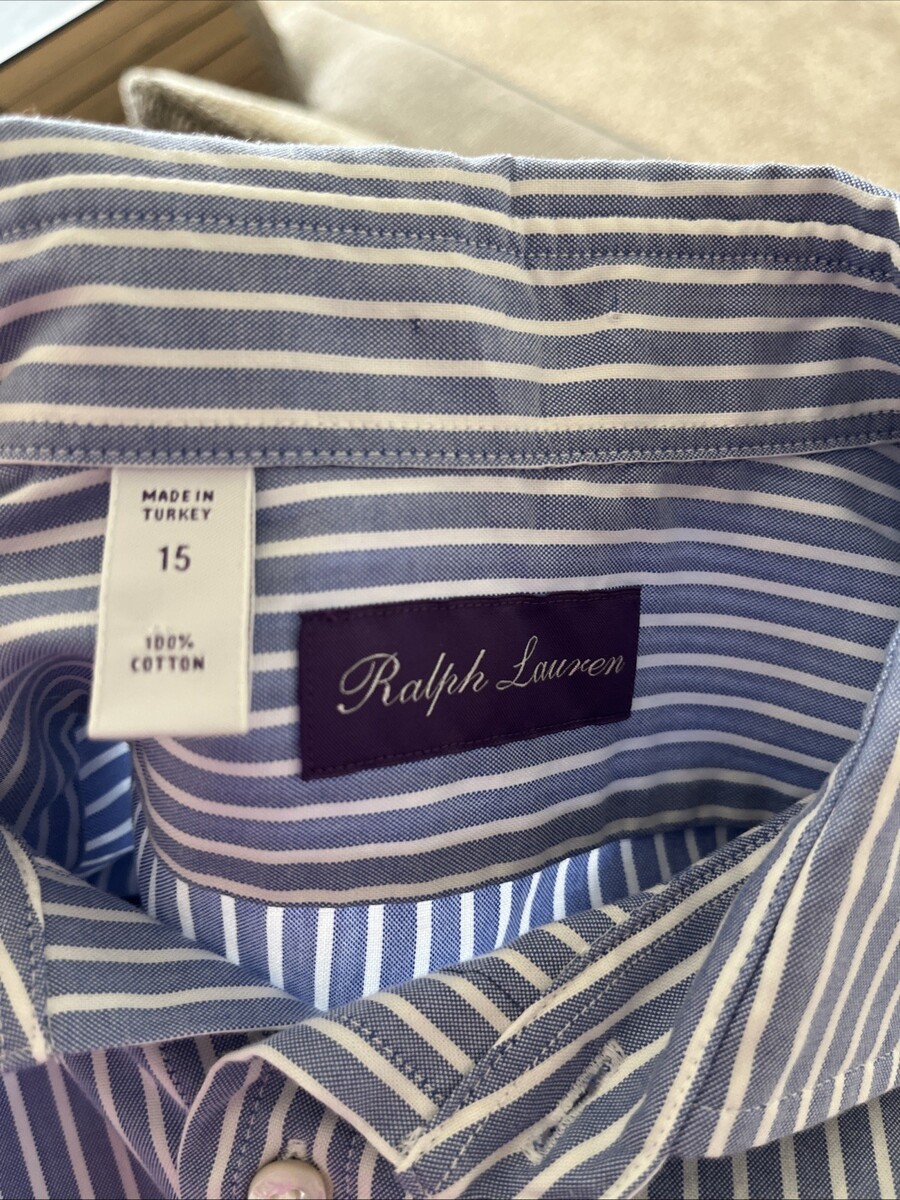 MADE IN
TURKEY
15
100%
COTTON
Ralph Lauren